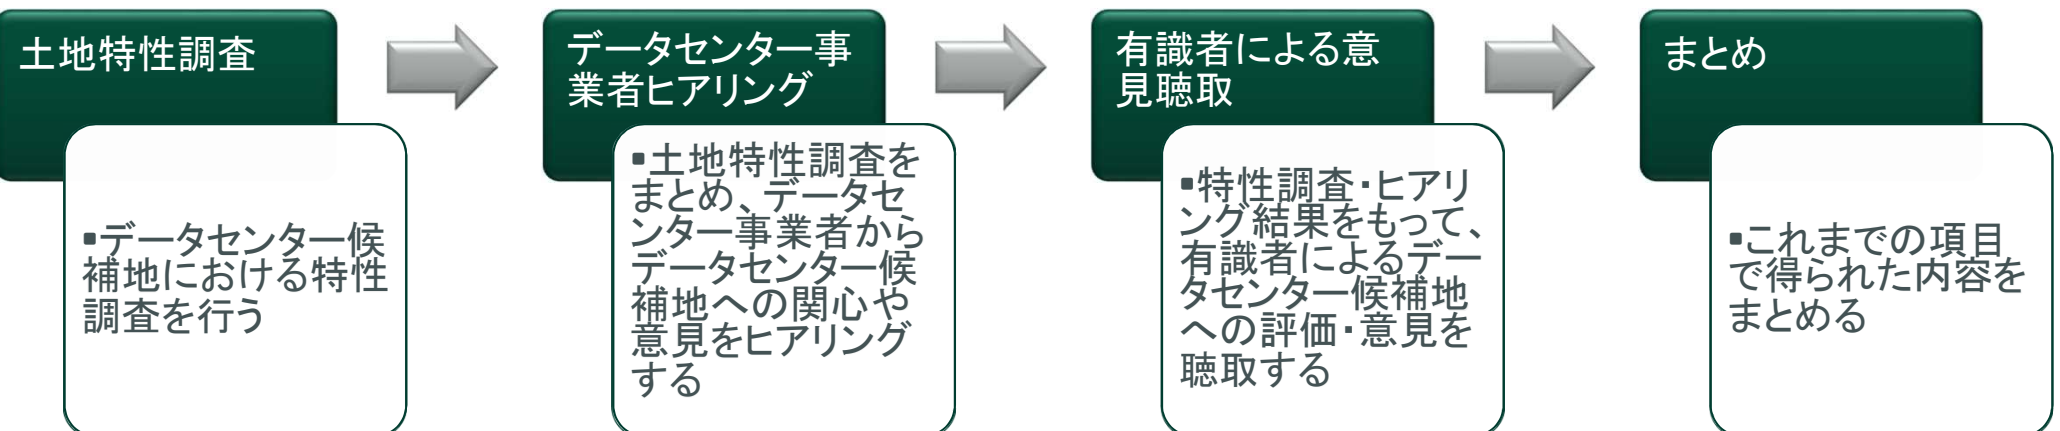 土地特性調査
▪データセンター候
補地における特性
調査を行う
データセンター事
業者ヒアリング
▪土地特性調査を
まとめ、データセ
ンター事業者から
データセンター候
補地への関心や
意見をヒアリング
する
有識者による意
見聴取
▪特性調査・ヒアリ
ング結果をもって、
有識者によるデー
タセンター候補地
への評価・意見を
聴取する
まとめ
▪これまでの項目
で得られた内容を
まとめる